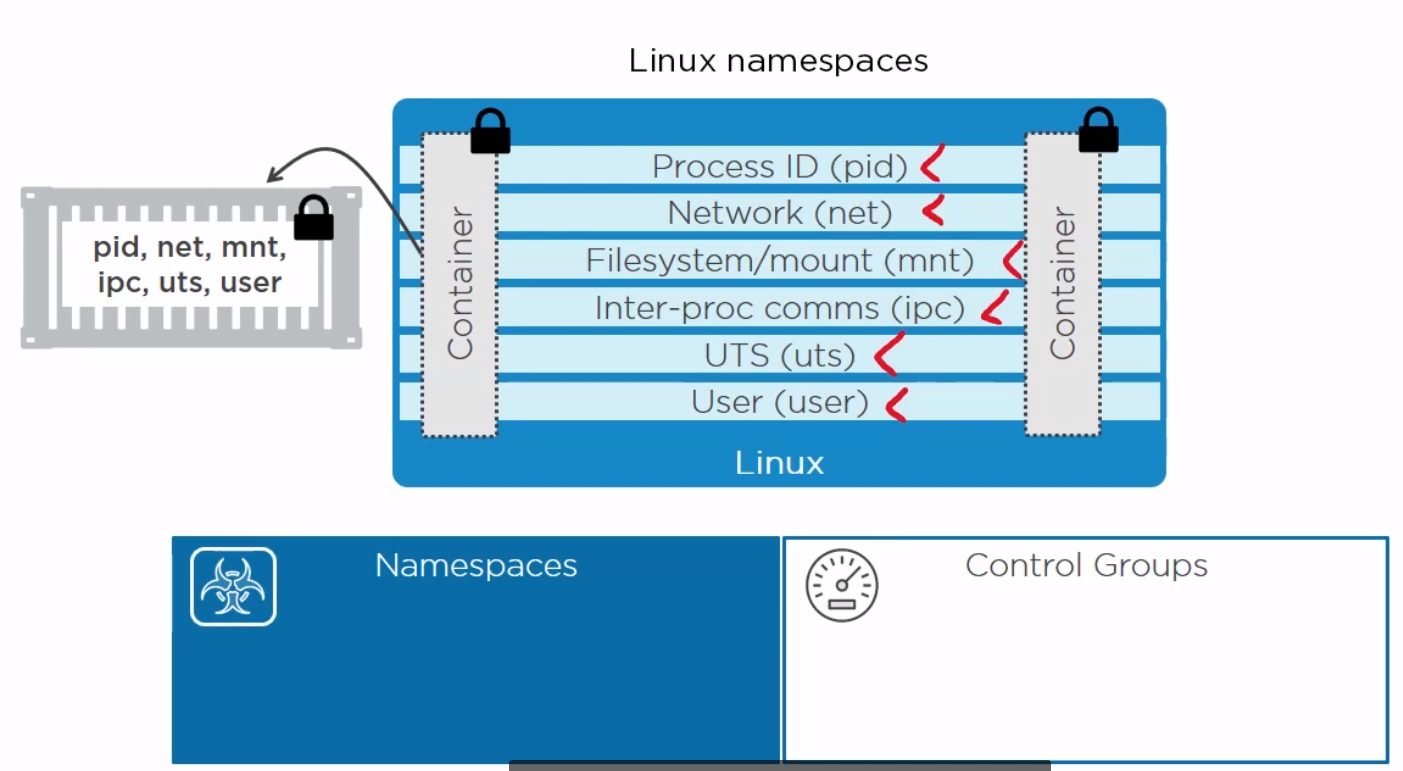 Linux namespaces
pid, net, mnt,
ipc, uts, user
Container
Process ID (pid)
Network (net)
Filesystem/mount (mnt)
Inter-proc comms (ipc)
UTS (uts)
User (user)
Container
Linux
Namespaces
Control Groups